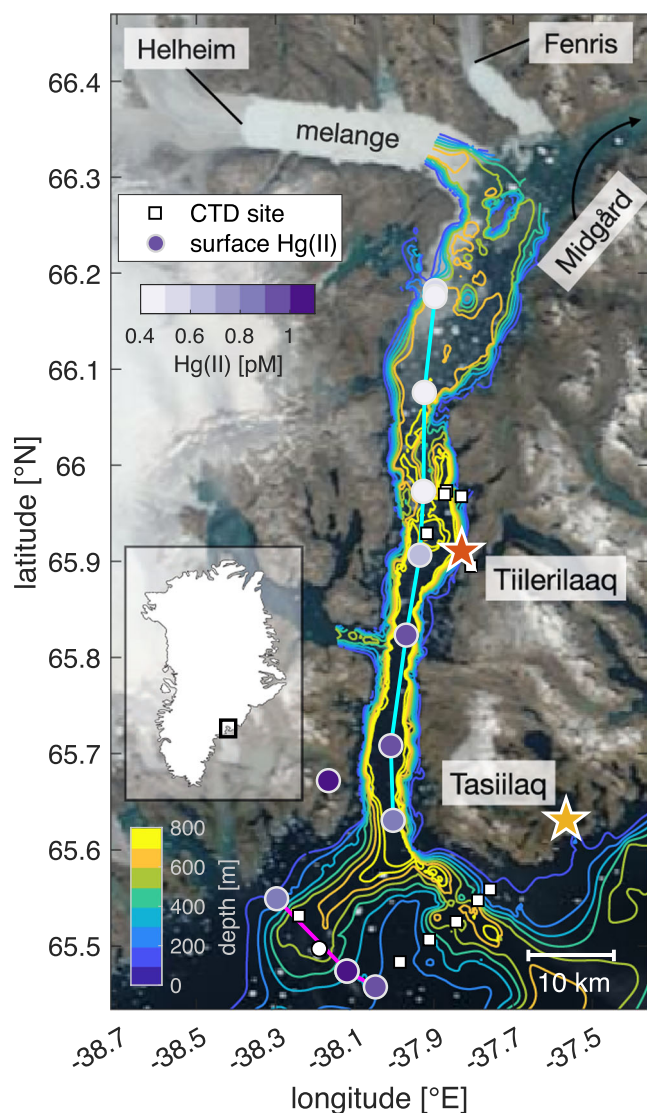 Helheim
Fenris
melange
Midgård
CTD site
surface Hg(II)
0.4 0.6 0.8 1
Hg(II) [pM]
Tiilerilaaq
Tasiilaq
800
600
400
200
0
depth [m]
10 km
66.4
66.3
66.2
66.1
66
65.9
65.8
65.7
65.6
65.5
latitude [°N]
-38.7 -38.5 -38.3 -38.1 -37.9 -37.7 -37.5
longitude [°E]